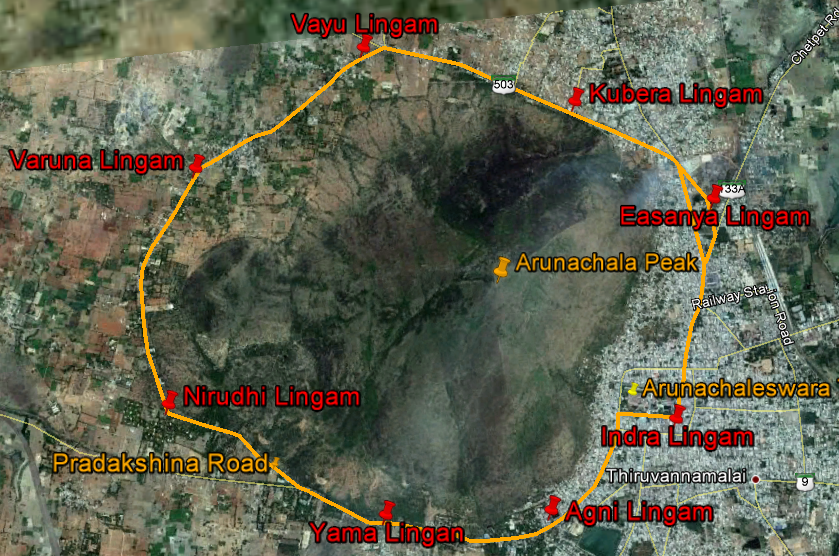 Vayu Lingam
Chetpet Rd
503
Kubera Lingam
Varuna Lingam
33A
Easanya Lingam
Arunachala Peak
Railway Station Road
Arunachaleswara
Nirudhi Lingam
Indra Lingam
Pradakshina Road
Thiruvannamalai
9
Agni Lingam
Yama Lingan